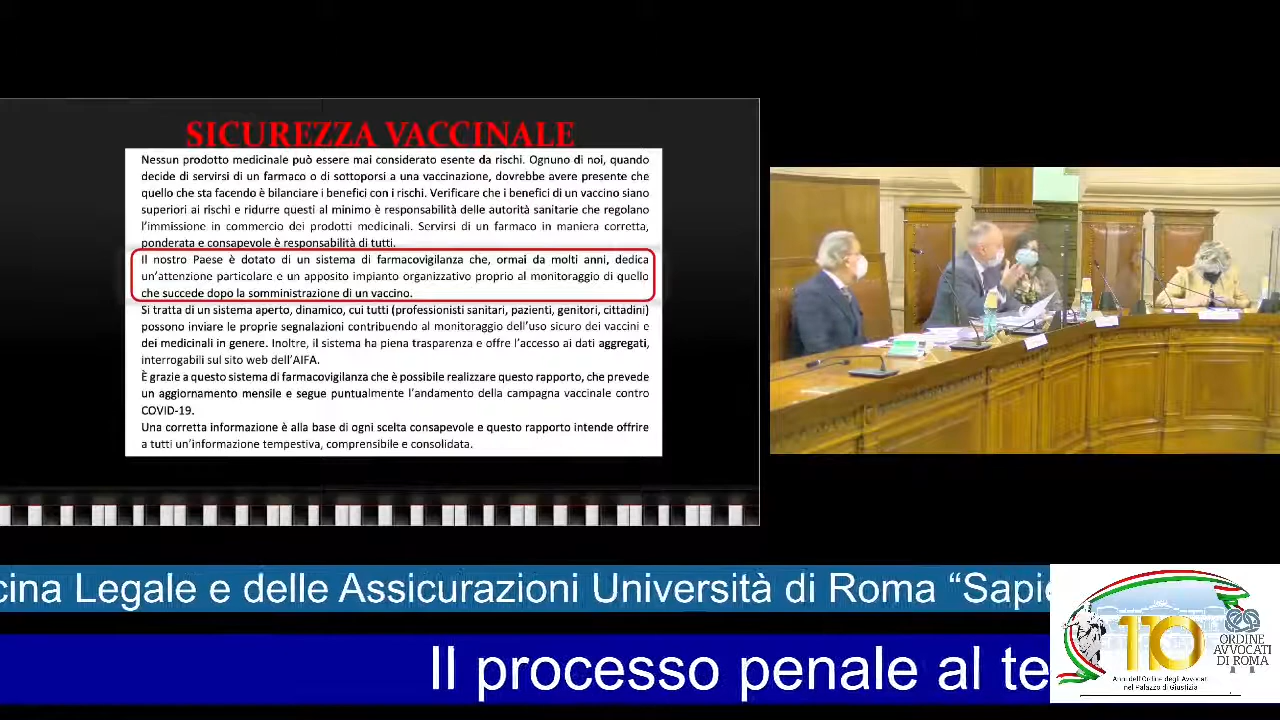 SICUREZZA VACCINALE
Nessun prodotto medicinale può essere mai considerato esente da rischi. Ognuno di noi, quando
decide di servirsi di un farmaco o di sottoporsi a una vaccinazione, dovrebbe avere presente che
quello che sta facendo è bilanciare i benefici con i rischi. Verificare che i benefici di un vaccino siano
superiori ai rischi e ridurre questi al minimo è responsabilità delle autorità sanitarie che regolano
l’immissione in commercio dei prodotti medicinali. Servirsi di un farmaco in maniera corretta,
ponderata e consapevole è responsabilità di tutti.
Il nostro Paese è dotato di un sistema di farmacovigilanza che, ormai da molti anni, dedica
un’attenzione particolare e un apposito impianto organizzativo proprio al monitoraggio di quello
che succede dopo la somministrazione di un vaccino.
Si tratta di un sistema aperto, dinamico, cui tutti (professionisti sanitari, pazienti, genitori, cittadini)
possono inviare le proprie segnalazioni contribuendo al monitoraggio dell’uso sicuro dei vaccini e
dei medicinali in genere. Inoltre, il sistema ha piena trasparenza e offre l’accesso ai dati aggregati,
interrogabili sul sito web dell’AIFA.
È grazie a questo sistema di farmacovigilanza che è possibile realizzare questo rapporto, che prevede
un aggiornamento mensile e segue puntualmente l’andamento della campagna vaccinale contro
COVID-19.
Una corretta informazione è alla base di ogni scelta consapevole e questo rapporto intende offrire
a tutti un’informazione tempestiva, comprensibile e consolidata.
cina Legale e delle Assicurazioni Università di Roma “Sapie
Il processo penale al te
110
ORDINE
AVVOCATI
DI ROMA
Anni dell'Ordine degli Avvocati
nel Palazzo di Giustizia